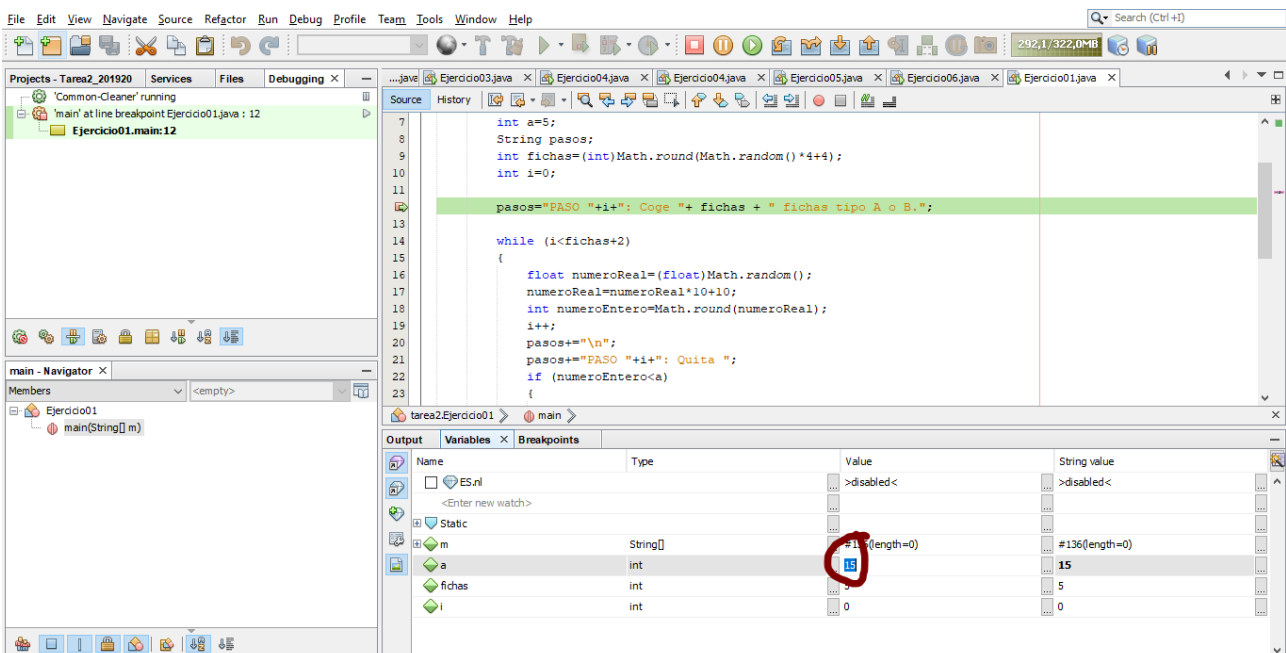 File Edit View Navigate Source Refactor Run Debug Profile Team Tools Window Help
Search (Ctrl+I)
292,1/322,0MB
Projects - Tarea2_201920 Services Files Debugging
'Common-Cleaner' running
'main' at line breakpoint Ejercicio01.java : 12
Ejercicio01.main:12
main - Navigator
Members
<empty>
Ejercicio01
main(String[] m)
...java Ejercicio03.java Ejercicio04.java Ejercicio04.java Ejercicio05.java Ejercicio06.java Ejercicio01.java
Source History
7 int a=5;
8 String pasos;
9 int fichas=(int)Math.round(Math.random()*4+4);
10 int i=0;
11
pasos="PASO "+i+": Coge "+ fichas + " fichas tipo A o B.";
13
14 while (i<fichas+2)
15 {
16 float numeroReal=(float)Math.random();
17 numeroReal=numeroReal*10+10;
18 int numeroEntero=Math.round(numeroReal);
19 i++;
20 pasos+="\n";
21 pasos+="PASO "+i+": Quita ";
22 if (numeroEntero<a)
23 {
tarea2.Ejercicio01 main
Output Variables Breakpoints
Name Type Value String value
ES.nl >disabled< >disabled<
<Enter new watch>
Static
m String[] (length=0) #136(length=0)
a int 15 15
fichas int 5
i int 0 0